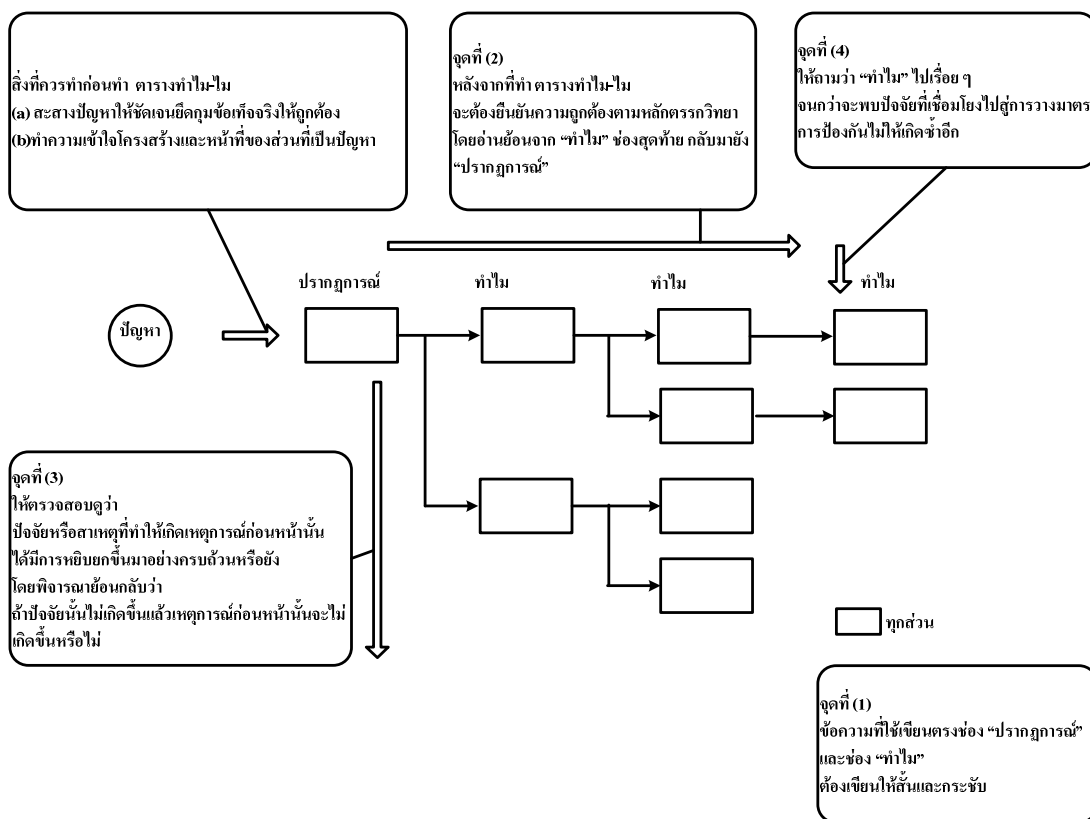 สิ่งที่ควรทำก่อนทำ ตารางทำไม-ไม
(a) สะสางปัญหาให้ชัดเจนยึดกุมข้อเท็จจริงให้ถูกต้อง
(b)ทำความเข้าใจโครงสร้างและหน้าที่ของส่วนที่เป็นปัญหา
จุดที่ (2)
หลังจากที่ทำ ตารางทำไม-ไม
จะต้องยืนยันความถูกต้องตามหลักตรรกวิทยา
โดยอ่านย้อนจาก “ทำไม” ช่องสุดท้าย กลับมายัง
“ปรากฏการณ์”
จุดที่ (4)
ให้ถามว่า “ทำไม” ไปเรื่อย ๆ
จนกว่าจะพบปัจจัยที่เชื่อมโยงไปสู่การวางมาตร
การป้องกันไม่ให้เกิดซ้ำอีก
ปรากฏการณ์
ทำไม
ทำไม
ทำไม
ปัญหา
จุดที่ (3)
ให้ตรวจสอบดูว่า
ปัจจัยหรือสาเหตุที่ทำให้เกิดเหตุการณ์ก่อนหน้านั้น
ได้มีการหยิบยกขึ้นมาอย่างครบถ้วนหรือยัง
โดยพิจารณาย้อนกลับว่า
ถ้าปัจจัยนั้นไม่เกิดขึ้นแล้วเหตุการณ์ก่อนหน้านั้นจะไม่
เกิดขึ้นหรือไม่
ทุกส่วน
จุดที่ (1)
ข้อความที่ใช้เขียนตรงช่อง “ปรากฏการณ์”
และช่อง “ทำไม”
ต้องเขียนให้สั้นและกระชับ